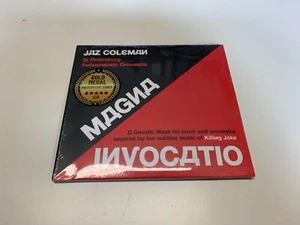 JAZ COLEMAN
St Petersburg
Philharmonic Orchestra
GOLD
MEDAL
MAGNA
INVOCATIO
A Gnostic Mass for choir and orchestra
inspired by the sublime music of Killing Joke